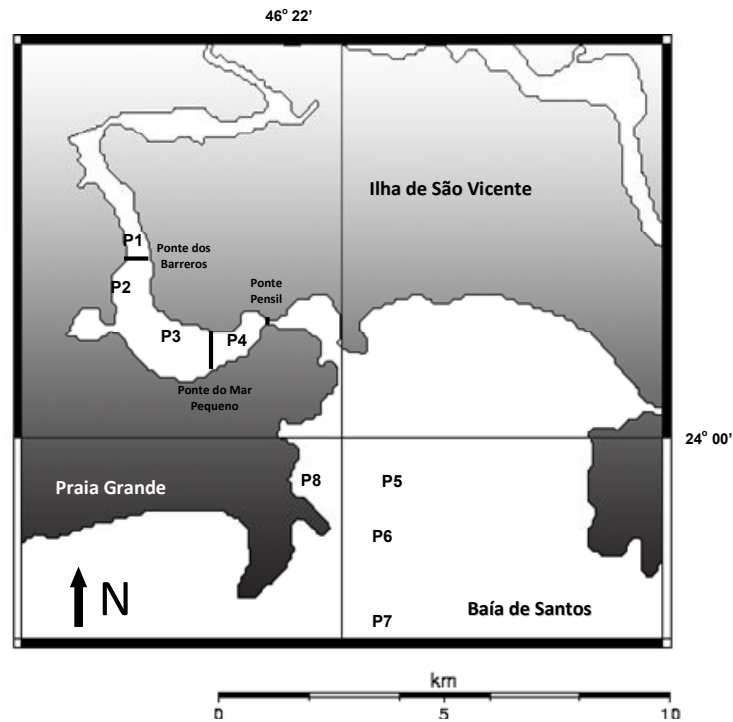 46° 22'
Ilha de São Vicente
P1
Ponte dos
Barreros
P2
Ponte
Pensil
P3
P4
Ponte do Mar
Pequeno
24° 00'
Praia Grande
P8
P5
P6
N
Baía de Santos
P7
km
0
5
10